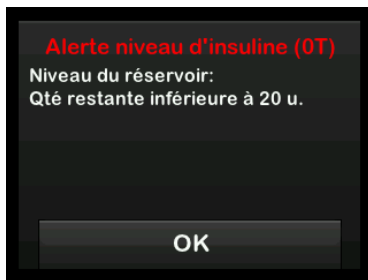 Alerte niveau d'insuline (0T)
Niveau du réservoir:
Qté restante inférieure à 20 u.
OK